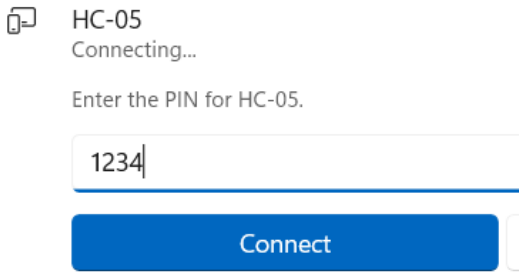 HC-05
Connecting...
Enter the PIN for HC-05.
1234
Connect